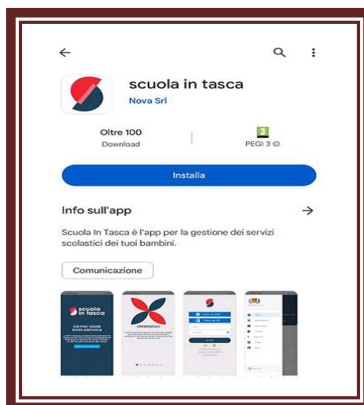 scuola in tasca
Nova Srl
Oltre 100
Download
3
PEGI 3
Installa
Info sull'app
Scuola In Tasca è l'app per la gestione dei servizi
scolastici dei tuoi bambini.
Comunicazione
scuola
in tasca